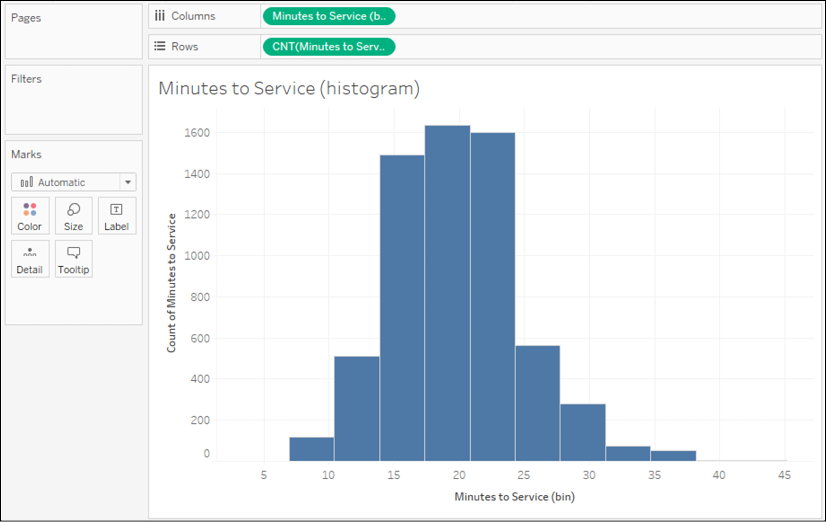 Pages
Columns
Minutes to Service (b..
Rows
CNT(Minutes to Serv..
Filters
Marks
Automatic
Color
Size
Label
Detail
Tooltip
Minutes to Service (histogram)
Count of Minutes to Service
1600
1400
1200
1000
800
600
400
200
0
5 10 15 20 25 30 35 40 45
Minutes to Service (bin)